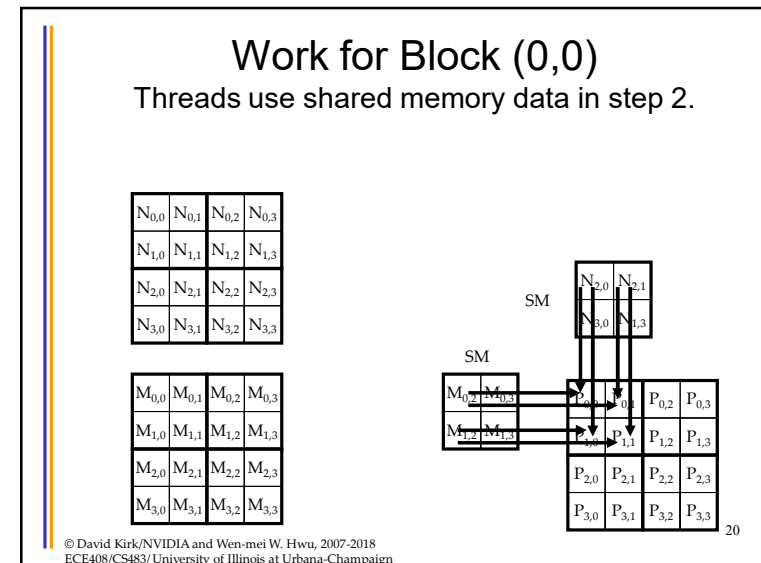 Work for Block (0,0)
Threads use shared memory data in step 2.
N0,0 N0,1 N0,2 N0,3
N1,0 N1,1 N1,2 N1,3
N2,0 N2,1 N2,2 N2,3
N3,0 N3,1 N3,2 N3,3
SM
N2,0 N2,1
N3,0 N1,3
SM
M0,2 M0,3
M1,2 M1,3
M0,0 M0,1 M0,2 M0,3
M1,0 M1,1 M1,2 M1,3
M2,0 M2,1 M2,2 M2,3
M3,0 M3,1 M3,2 M3,3
P0,0 P0,1 P0,2 P0,3
P1,0 P1,1 P1,2 P1,3
P2,0 P2,1 P2,2 P2,3
P3,0 P3,1 P3,2 P3,3
20
© David Kirk/NVIDIA and Wen-mei W. Hwu, 2007-2018
ECE408/CS483/University of Illinois at Urbana-Champaign